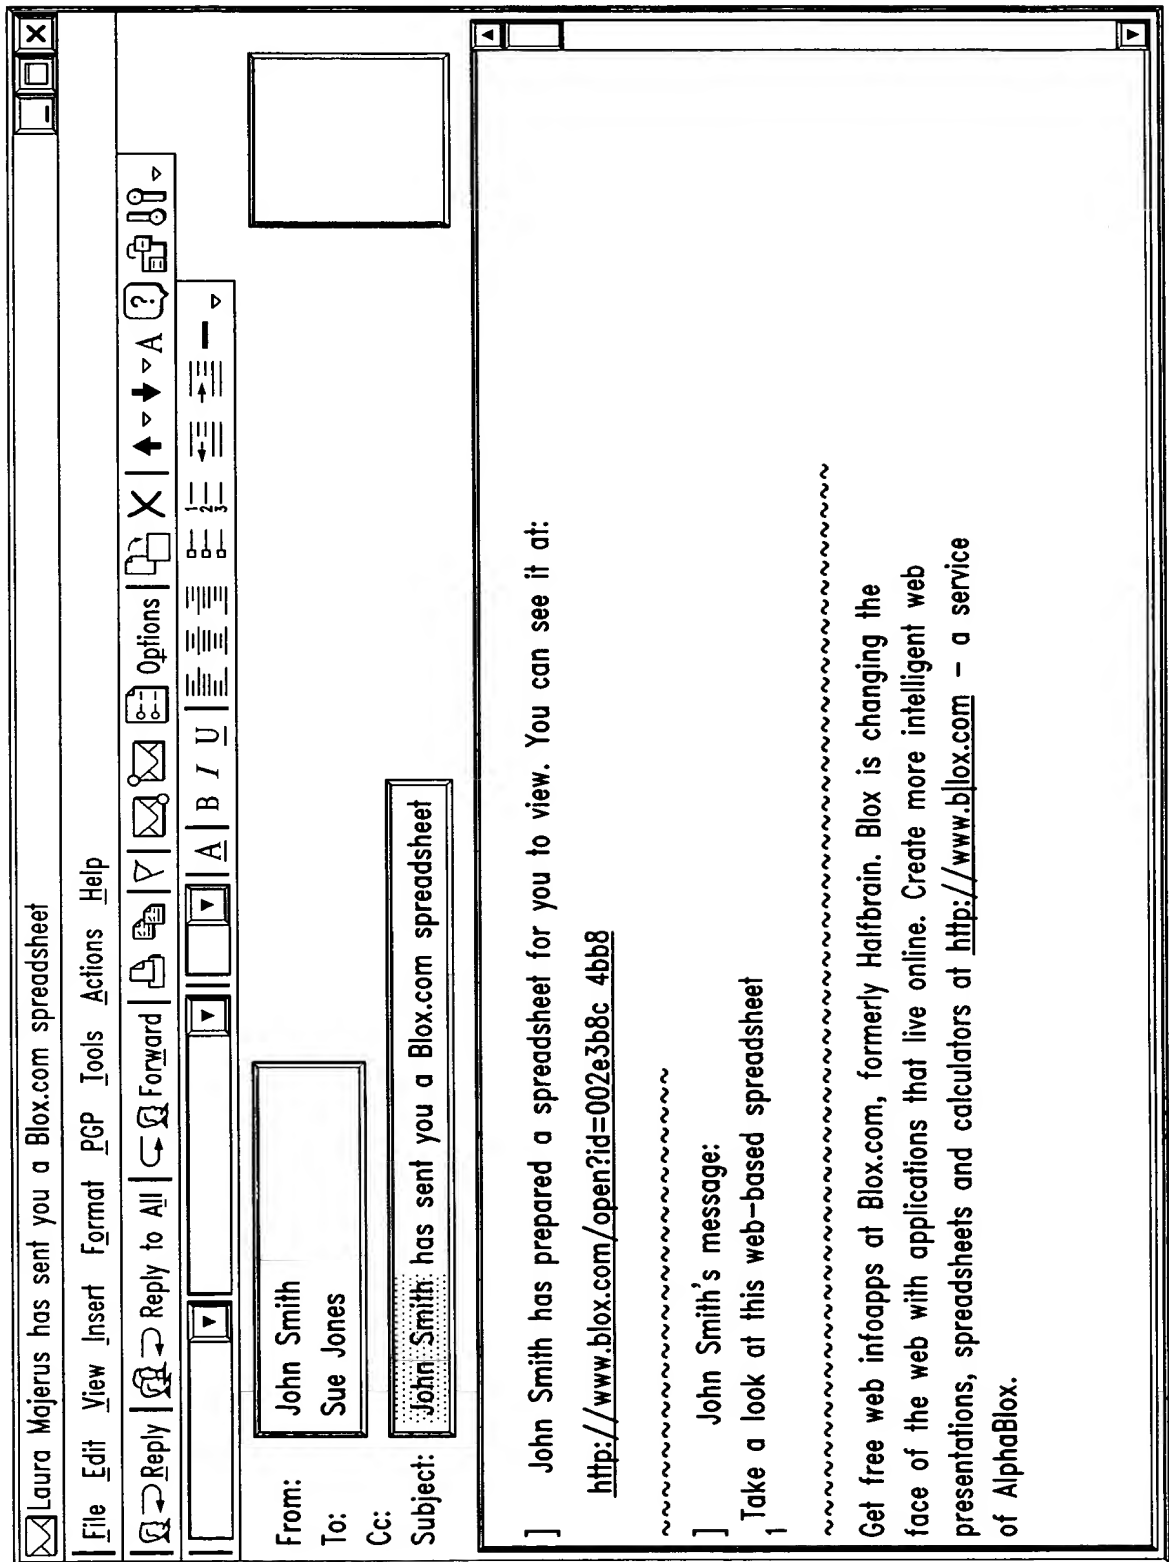 Laura Majerus has sent you a Blox.com spreadsheet
File Edit View Insert Format PGP Tools Actions Help
Reply Reply to All Forward Options A ?
A B I U 1 2 3
From: John Smith
To: Sue Jones
Cc:
Subject: John Smith has sent you a Blox.com spreadsheet
]
John Smith has prepared a spreadsheet for you to view. You can see it at:
http://www.blox.com/open?id=002e3b8c 4bb8
~~~~~~~~~~~~~~~~~~~~~~~~~~~~~~
]
John Smith's message:
Take a look at this web-based spreadsheet
1
~~~~~~~~~~~~~~~~~~~~~~~~~~~~~~~~~~~~~~~~~~~~~~~~~~~~~~~~~~~~
Get free web infoapps at Blox.com, formerly Halfbrain. Blox is changing the
face of the web with applications that live online. Create more intelligent web
presentations, spreadsheets and calculators at http://www.bllox.com – a service
of AlphaBlox.